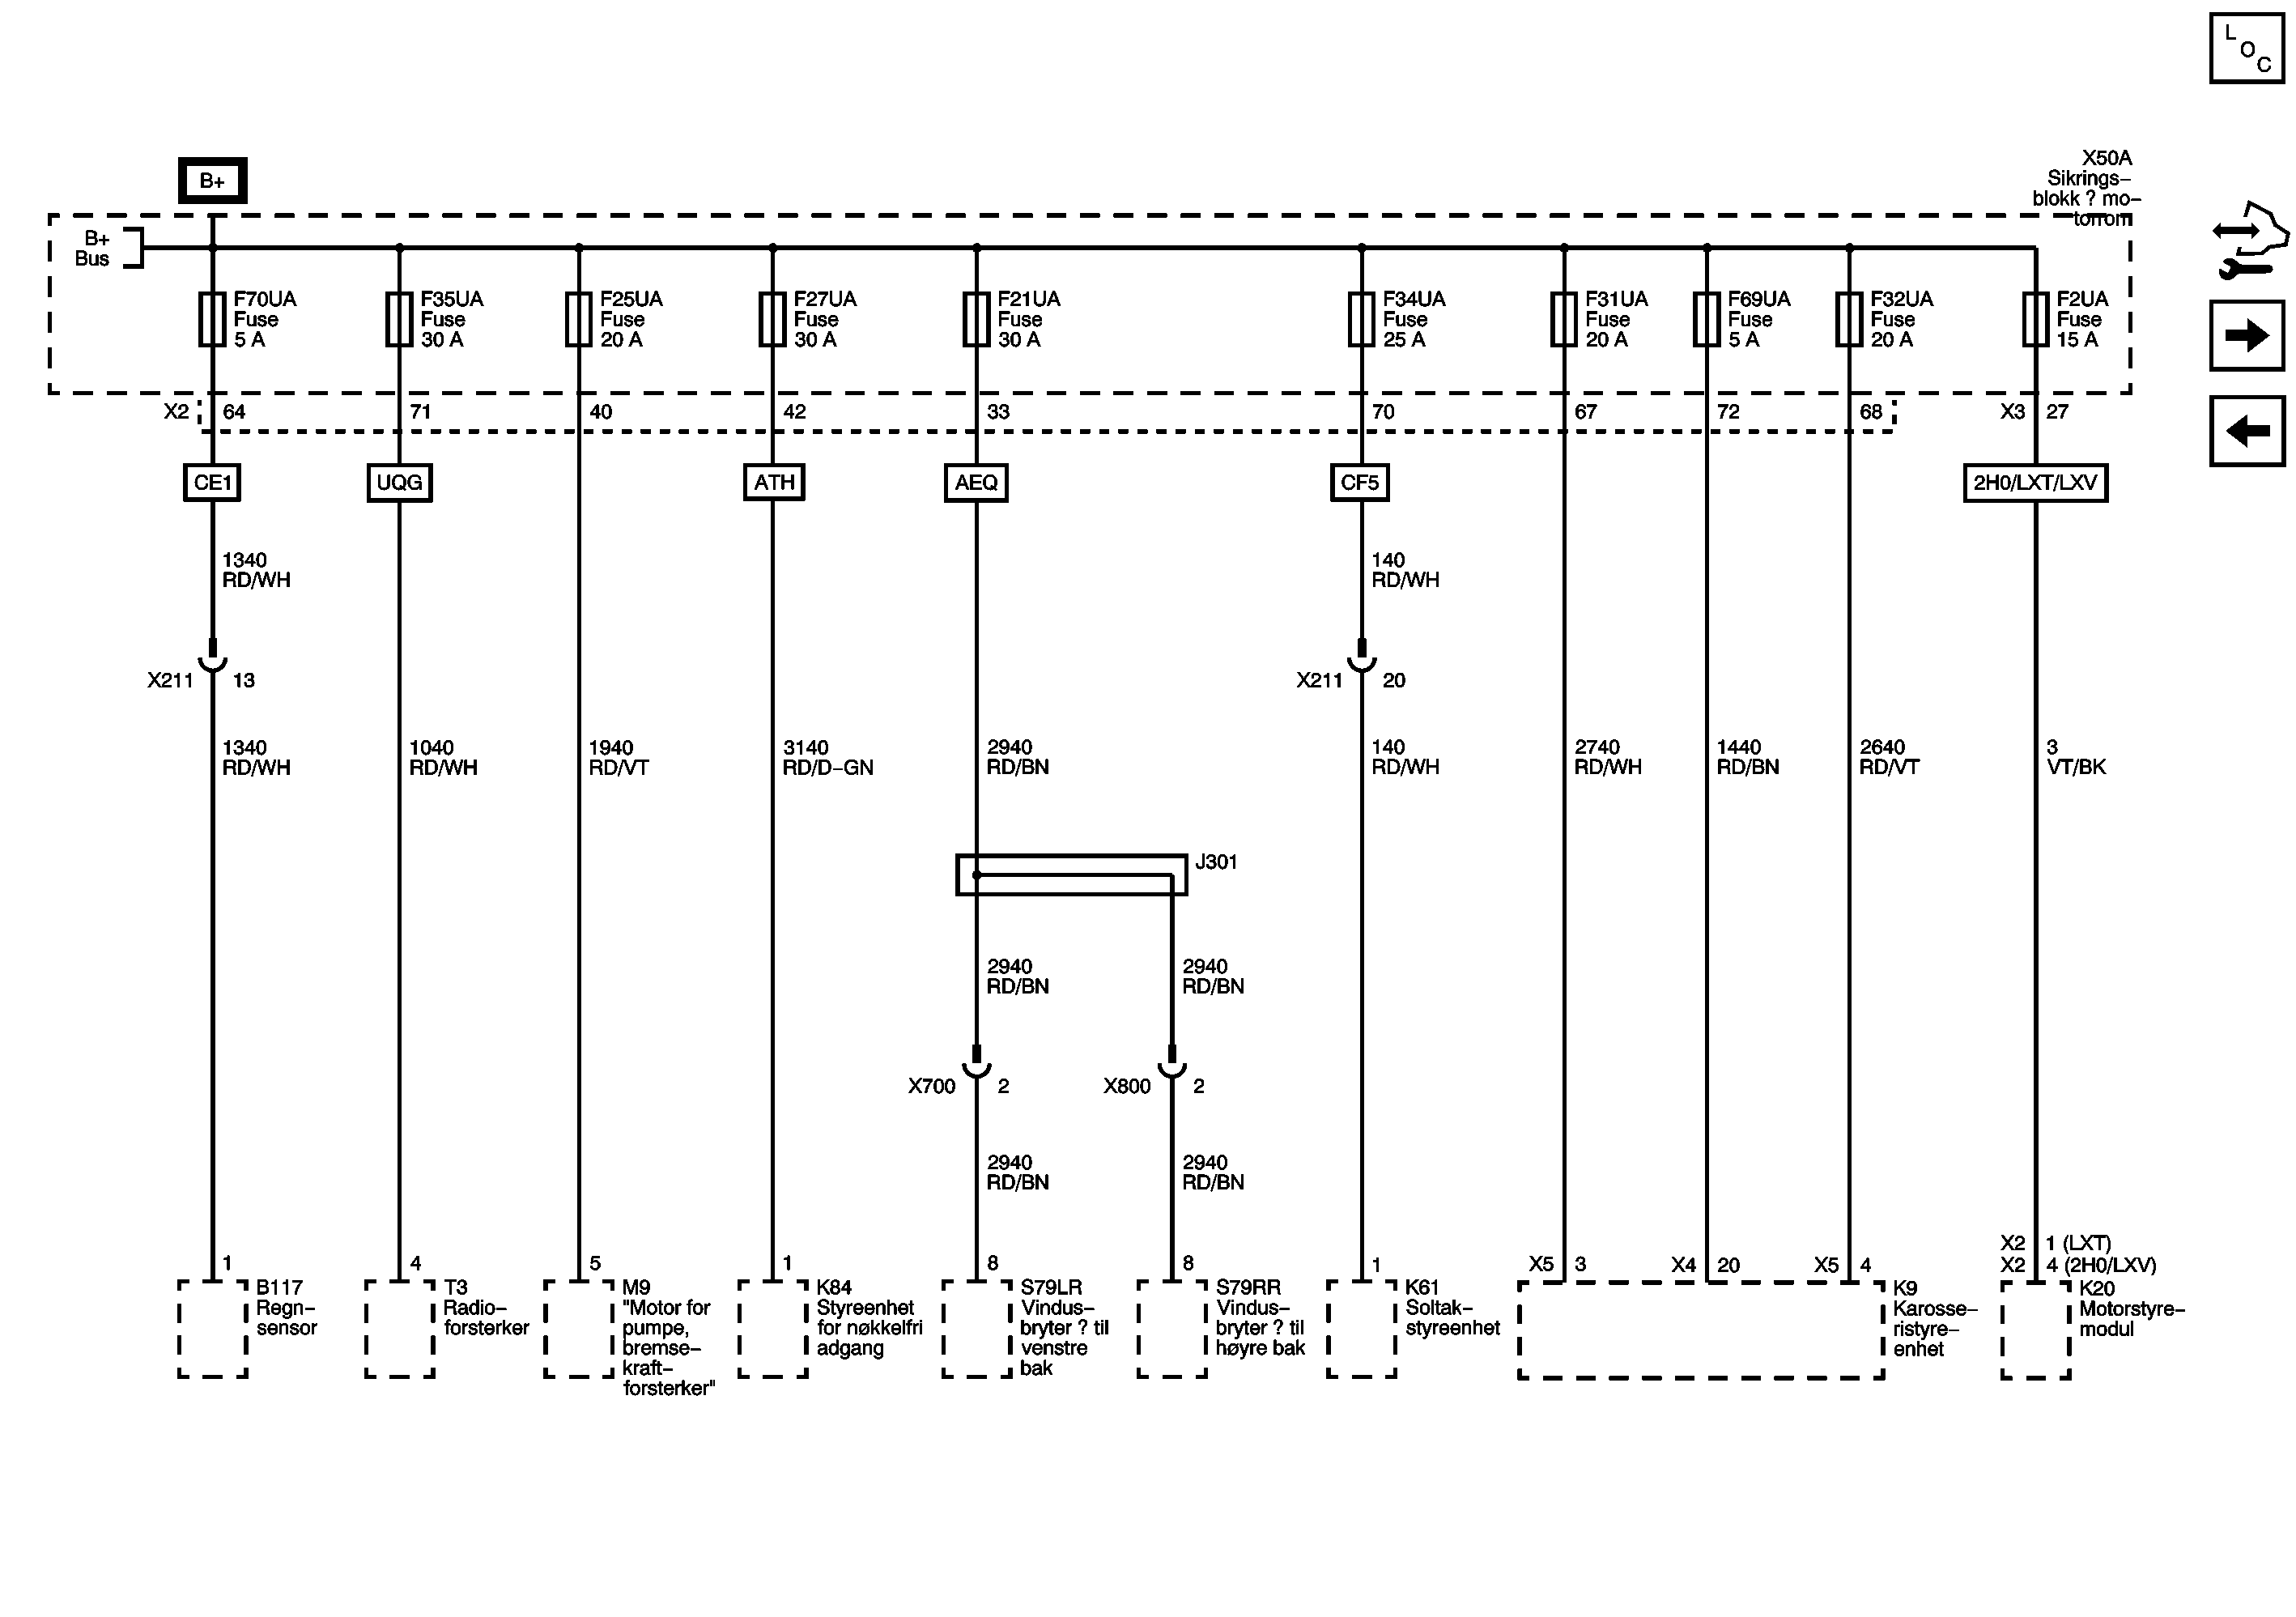 L
O
C
X50A
Sikrings–
blokk ? mo–
torrom
B+
B+
Bus
F70UA
Fuse
5 A
F35UA
Fuse
30 A
F25UA
Fuse
20 A
F27UA
Fuse
30 A
F21UA
Fuse
30 A
F34UA
Fuse
25 A
F31UA
Fuse
20 A
F69UA
Fuse
5 A
F32UA
Fuse
20 A
F2UA
Fuse
15 A
X2 64 71 40 42 33 70 67 72 68 X3 27
CE1 UQG ATH AEQ CF5 2H0/LXT/LXV
1340
RD/WH
140
RD/WH
X211 13
X211 20
1340
RD/WH
1040
RD/WH
1940
RD/VT
3140
RD/D–GN
2940
RD/BN
140
RD/WH
2740
RD/WH
1440
RD/BN
2640
RD/VT
3
VT/BK
J301
2940
RD/BN
2940
RD/BN
X700 2
X800 2
2940
RD/BN
2940
RD/BN
X2 1 (LXT)
1 4 5 1 8 8 1 X5 3 X4 20 X5 4 X2 4 (2H0/LXV)
B117
Regn–
sensor
T3
Radio–
forsterker
M9
"Motor for
pumpe,
bremse–
kraft–
forsterker"
K84
Styreenhet
for nøkkelfri
adgang
S79LR
Vindus–
bryter ? til
venstre
bak
S79RR
Vindus–
bryter ? til
høyre bak
K61
Soltak–
styreenhet
K9
Karosse–
ristyre–
enhet
K20
Motorstyre–
modul